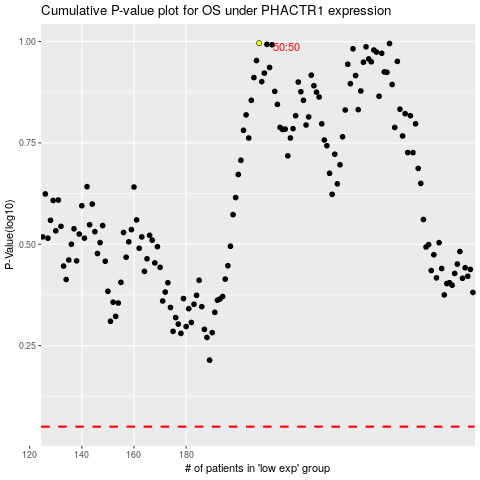 Cumulative P-value plot for OS under PHACTR1 expression
P-Value(log10)
1.00
0.75
0.50
0.25
50:50
120 140 160 180
# of patients in 'low exp' group